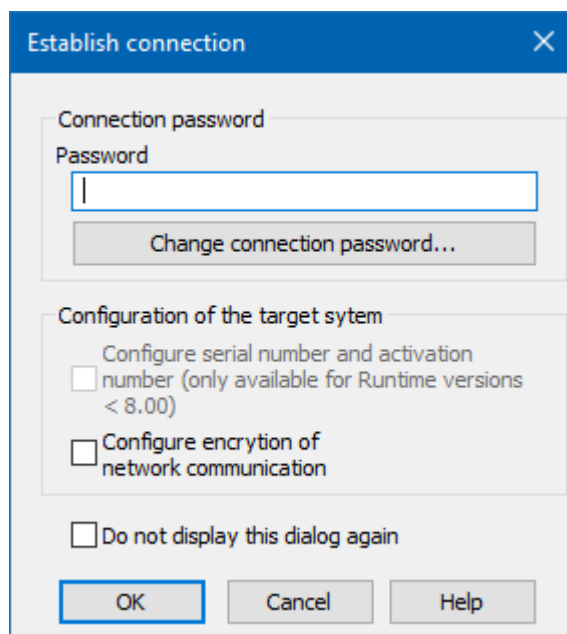 Establish connection
Connection password
Password
Change connection password...
Configuration of the target sytem
Configure serial number and activation
number (only available for Runtime versions
< 8.00)
Configure encrytion of
network communication
Do not display this dialog again
OK
Cancel
Help